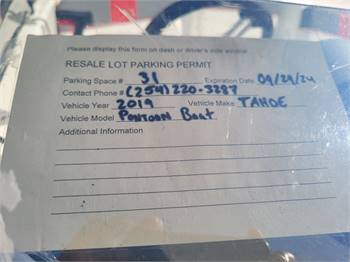 Please display this form on dash or driver's side window
RESALE LOT PARKING PERMIT
Parking Space # 31 Expiration Date 09/29/24
Contact Phone # (254) 220-3287
Vehicle Year 2019 Vehicle Make TAHOE
Vehicle Model PONTOON Boat
Additional Information